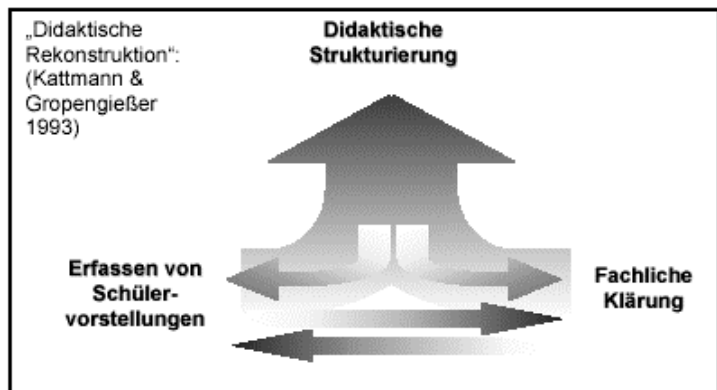 „Didaktische
Rekonstruktion“:
(Kattmann &
Gropengießer
1993)
Didaktische
Strukturierung
Erfassen von
Schüler-
vorstellungen
Fachliche
Klärung